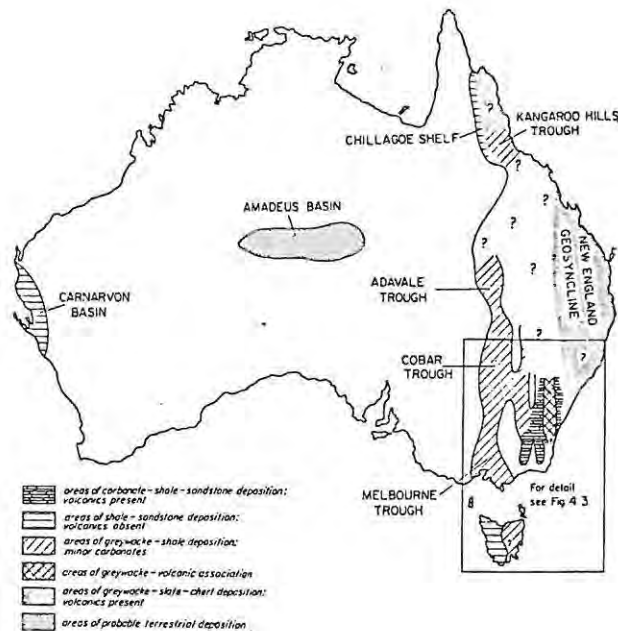 CHILLAGOE SHELF
KANGAROO HILLS
TROUGH
?
?
?
?
AMADEUS BASIN
?
?
?
NEW ENGLAND
GEOSYNCLINE
CARNARVON
BASIN
ADAVALE
TROUGH
?
?
COBAR
TROUGH
MELBOURNE
TROUGH
For detail
see Fig 4 3
?
areas of carbonate-shale-sandstone deposition;
volcanics present
areas of shale-sandstone deposition;
volcanics absent
areas of greywacke-shale deposition;
minor carbonates
areas of greywacke-volcanic association
areas of greywacke-slate-chert deposition;
volcanics present
areas of probable terrestrial deposition